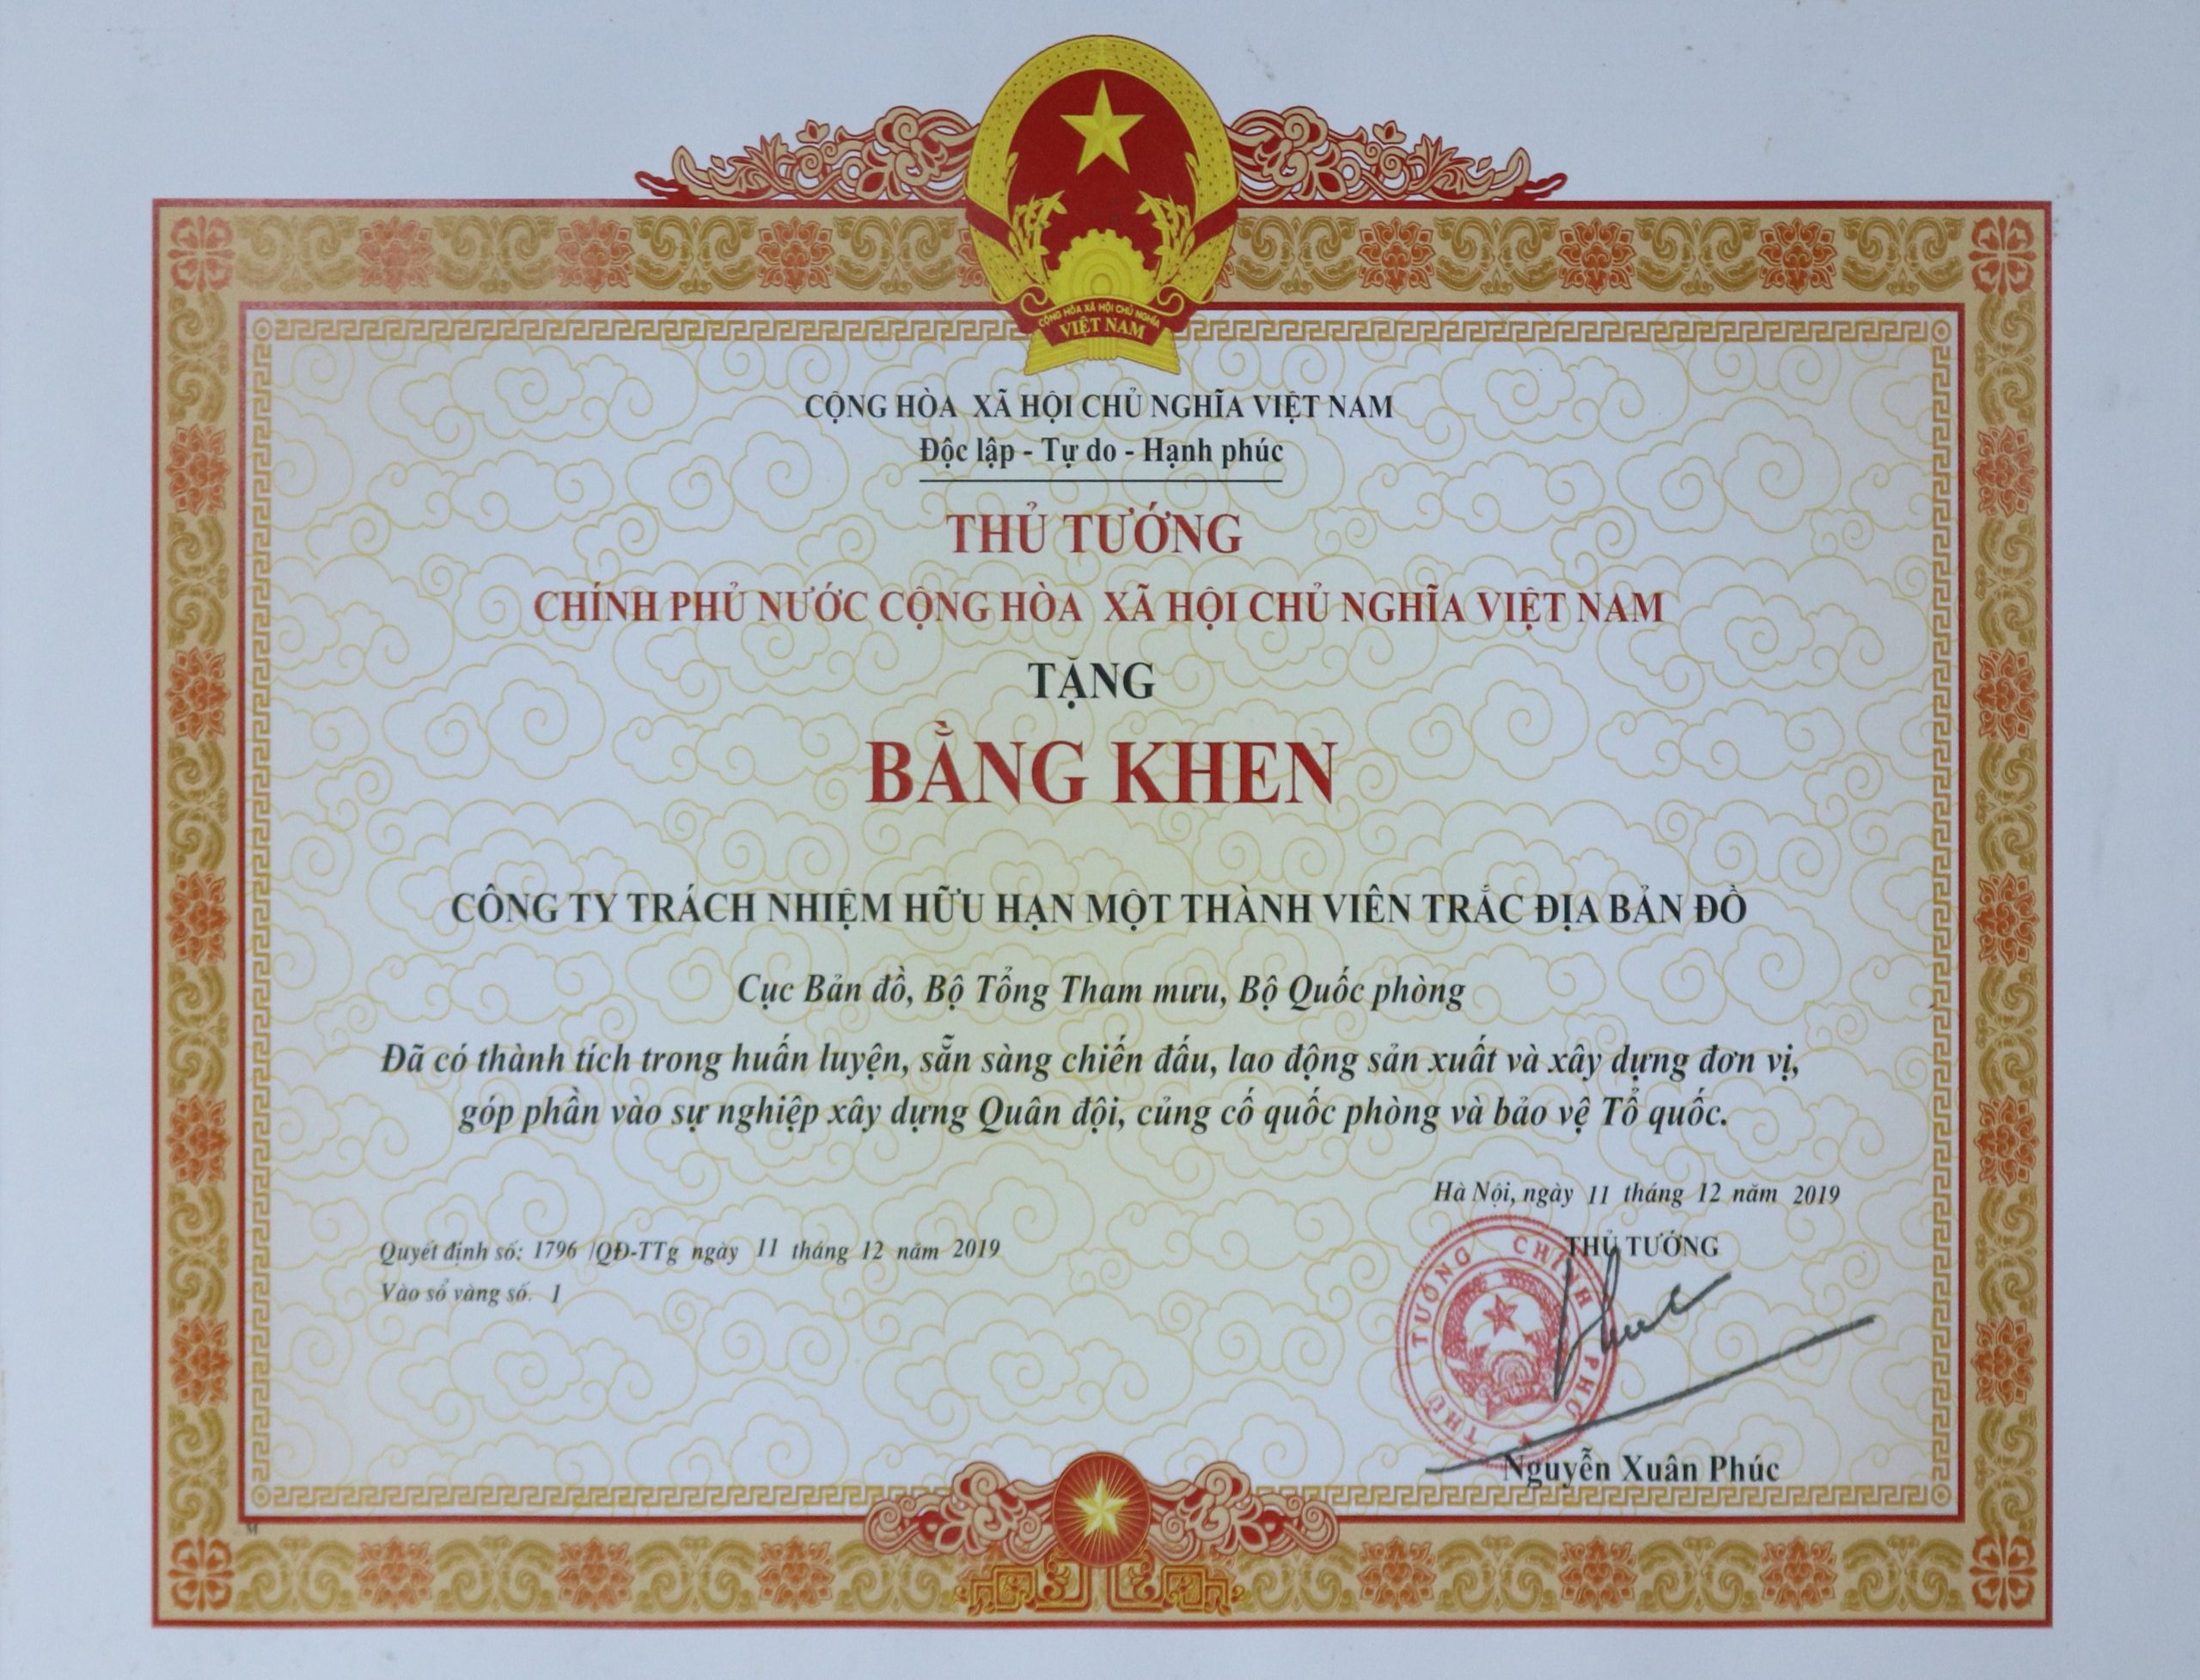 CỘNG HÒA XÃ HỘI CHỦ NGHĨA
VIỆT NAM
CỘNG HÒA XÃ HỘI CHỦ NGHĨA VIỆT NAM
Độc lập - Tự do - Hạnh phúc
THỦ TƯỚNG
CHÍNH PHỦ NƯỚC CỘNG HÒA XÃ HỘI CHỦ NGHĨA VIỆT NAM
TẶNG
BẰNG KHEN
CÔNG TY TRÁCH NHIỆM HỮU HẠN MỘT THÀNH VIÊN TRẮC ĐỊA BẢN ĐỒ
Cục Bản đồ, Bộ Tổng Tham mưu, Bộ Quốc phòng
Đã có thành tích trong huấn luyện, sẵn sàng chiến đấu, lao động sản xuất và xây dựng đơn vị,
góp phần vào sự nghiệp xây dựng Quân đội, củng cố quốc phòng và bảo vệ Tổ quốc.
Hà Nội, ngày 11 tháng 12 năm 2019
THỦ TƯỚNG
Quyết định số: 1796 /QĐ-TTg ngày 11 tháng 12 năm 2019
Vào sổ vàng số. 1
THỦ TƯỚNG CHÍNH PHỦ
Phuc
Nguyễn Xuân Phúc
M